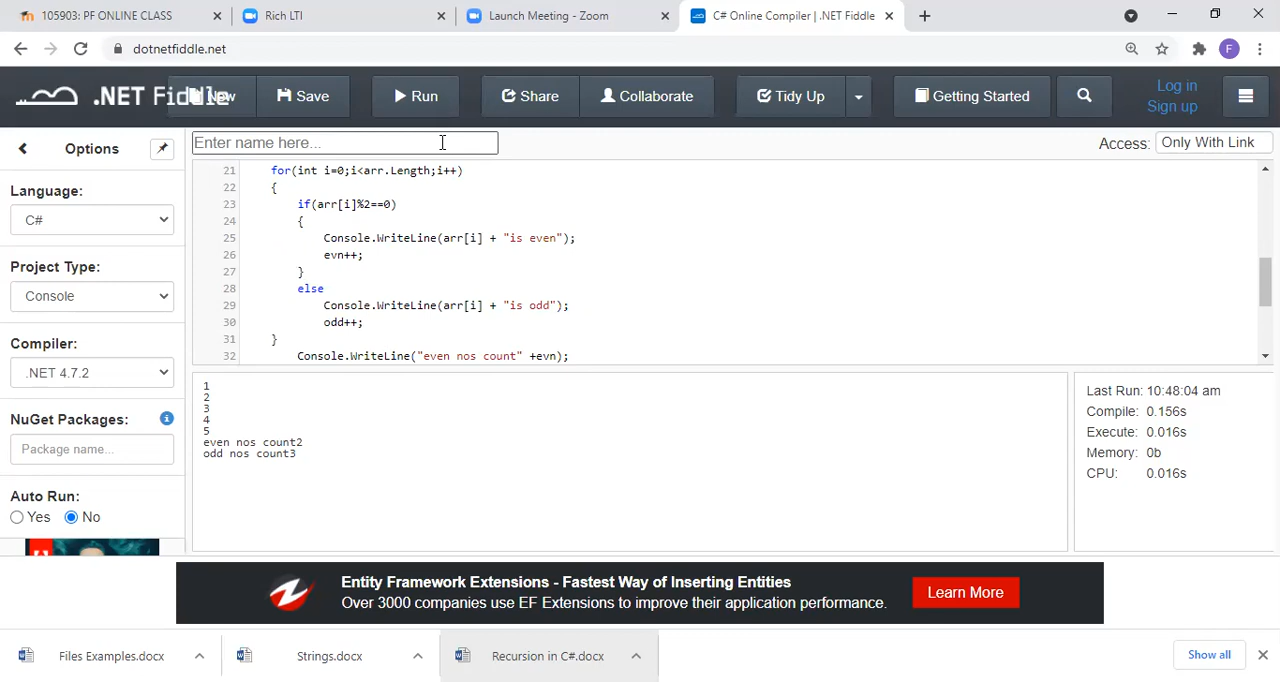 105903: PF ONLINE CLASS
Rich LTI
Launch Meeting - Zoom
C# Online Compiler | .NET Fiddle
dotnetfiddle.net
F
.NET Fiddle
New
Save
Run
Share
Collaborate
Tidy Up
Getting Started
Log in
Sign up
Options
Enter name here...
Access:
Only With Link
Language:
C#
Project Type:
Console
Compiler:
.NET 4.7.2
NuGet Packages:
Package name...
Auto Run:
Yes
No
21 for(int i=0;i<arr.Length;i++)
22 {
23 if(arr[i]%2==0)
24 {
25 Console.WriteLine(arr[i] + "is even");
26 evn++;
27 }
28 else
29 Console.WriteLine(arr[i] + "is odd");
30 odd++;
31 }
32 Console.WriteLine("even nos count" +evn);
1
2
3
4
5
even nos count2
odd nos count3
Last Run: 10:48:04 am
Compile: 0.156s
Execute: 0.016s
Memory: 0b
CPU: 0.016s
Entity Framework Extensions - Fastest Way of Inserting Entities
Over 3000 companies use EF Extensions to improve their application performance.
Learn More
Files Examples.docx
Strings.docx
Recursion in C#.docx
Show all